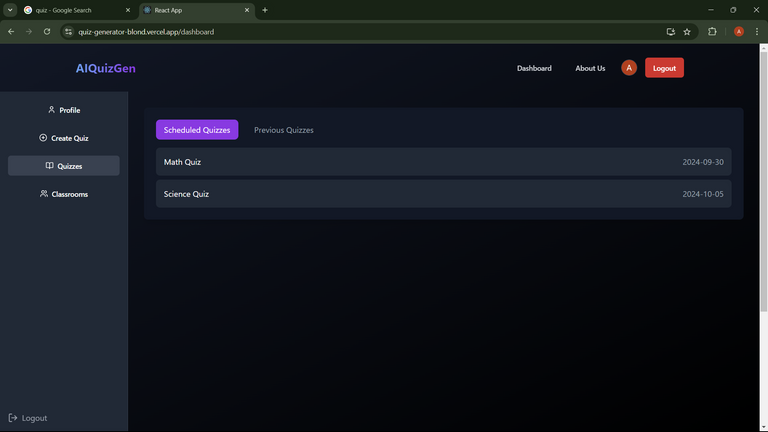 quiz - Google Search
React App
quiz-generator-blond.vercel.app/dashboard
A
AIQuizGen
Dashboard
About Us
A
Logout
Profile
Create Quiz
Quizzes
Classrooms
Scheduled Quizzes
Previous Quizzes
Math Quiz
2024-09-30
Science Quiz
2024-10-05
Logout